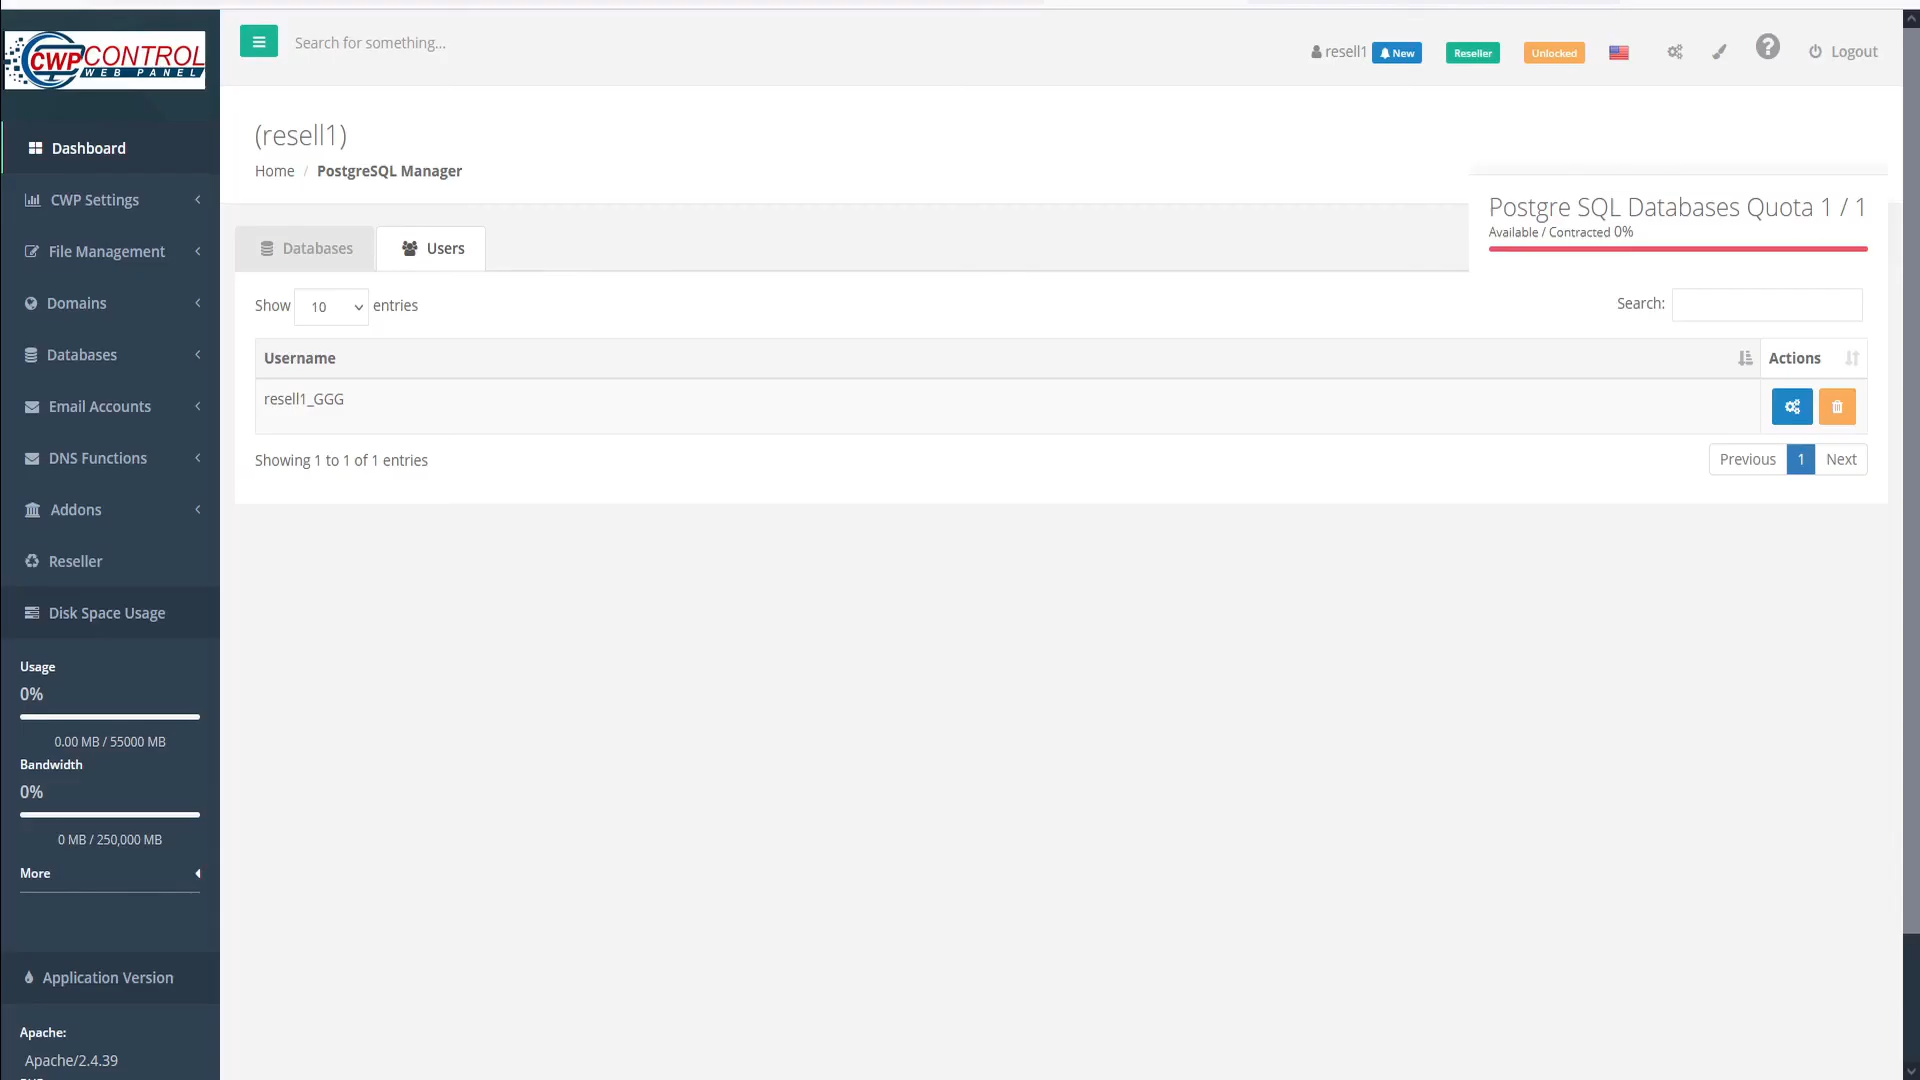 CWP CONTROL
WEB PANEL
Search for something...
resell1 New Reseller Unlocked Logout
Dashboard
CWP Settings
File Management
Domains
Databases
Email Accounts
DNS Functions
Addons
Reseller
Disk Space Usage
Usage
0%
0.00 MB / 55000 MB
Bandwidth
0%
0 MB / 250,000 MB
More
Application Version
Apache:
Apache/2.4.39
(resell1)
Home / PostgreSQL Manager
Postgre SQL Databases Quota 1 / 1
Available / Contracted 0%
Databases Users
Show 10 entries
Search:
Username Actions
resell1_GGG
Showing 1 to 1 of 1 entries
Previous 1 Next